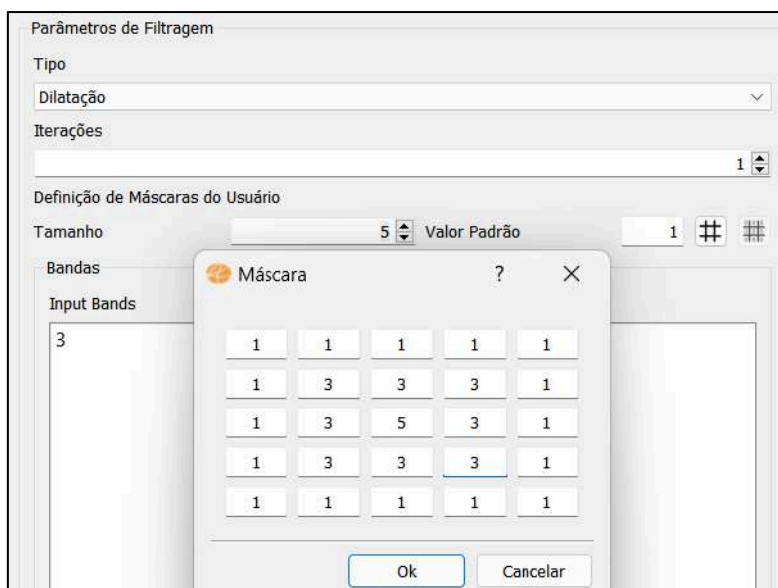 Parâmetros de Filtragem
Tipo
Dilatação
Iterações
1
Definição de Máscaras do Usuário
Tamanho 5 Valor Padrão 1
Bandas
Máscara ? ×
Input Bands
3
1 1 1 1 1
1 3 3 3 1
1 3 5 3 1
1 3 3 3 1
1 1 1 1 1
Ok Cancelar